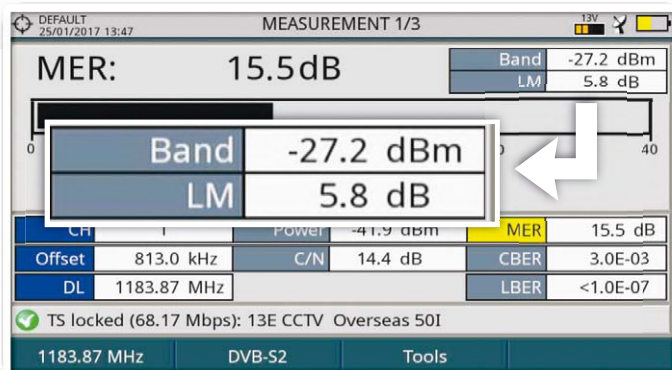 DEFAULT
25/01/2017 13:47
MEASUREMENT 1/3
13V
MER: 15.5 dB
Band -27.2 dBm
LM 5.8 dB
0 40
Band -27.2 dBm
LM 5.8 dB
CH 1 Power -41.9 dBm MER 15.5 dB
Offset 813.0 kHz C/N 14.4 dB CBER 3.0E-03
DL 1183.87 MHz LBER <1.0E-07
TS locked (68.17 Mbps): 13E CCTV Overseas 50I
1183.87 MHz DVB-S2 Tools